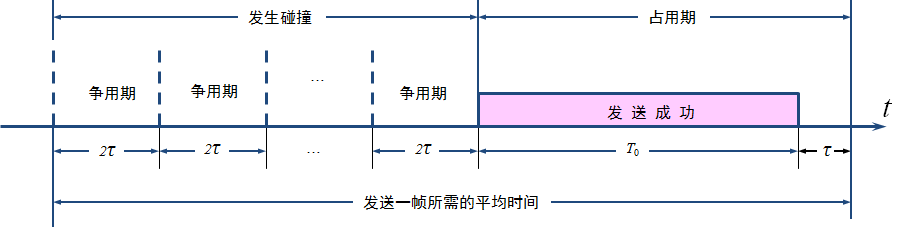 发生碰撞 占用期
争用期 争用期 … 争用期
发 送 成 功
t
2τ 2τ … 2τ T₀ τ
发送一帧所需的平均时间